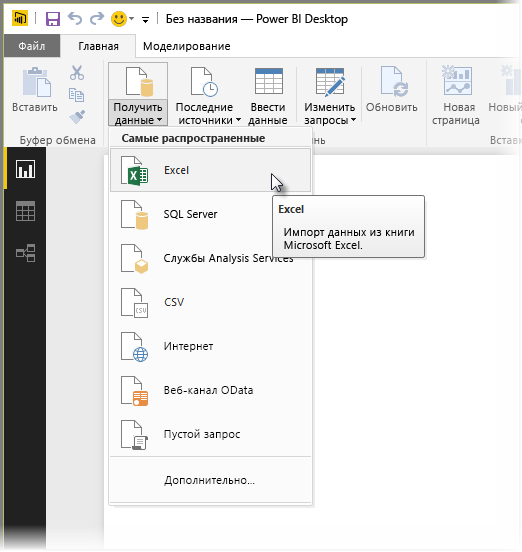 Без названия — Power BI Desktop
Файл Главная Моделирование
Вставить
Получить данные
Последние источники
Ввести данные
Изменить запросы
Обновить
Новая страница
Новый
Буфер обмена
Вста
Самые распространенные
Excel
Excel
Импорт данных из книги
Microsoft Excel.
SQL Server
Службы Analysis Services
CSV
CSV
Интернет
Веб-канал OData
Пустой запрос
Дополнительно...